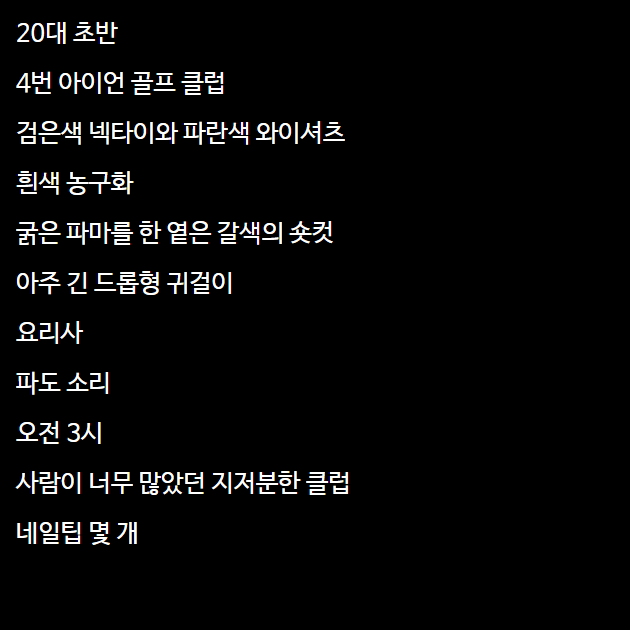 20대 초반
4번 아이언 골프 클럽
검은색 넥타이와 파란색 와이셔츠
흰색 농구화
굵은 파마를 한 옅은 갈색의 숏컷
아주 긴 드롭형 귀걸이
요리사
파도 소리
오전 3시
사람이 너무 많았던 지저분한 클럽
네일팁 몇 개